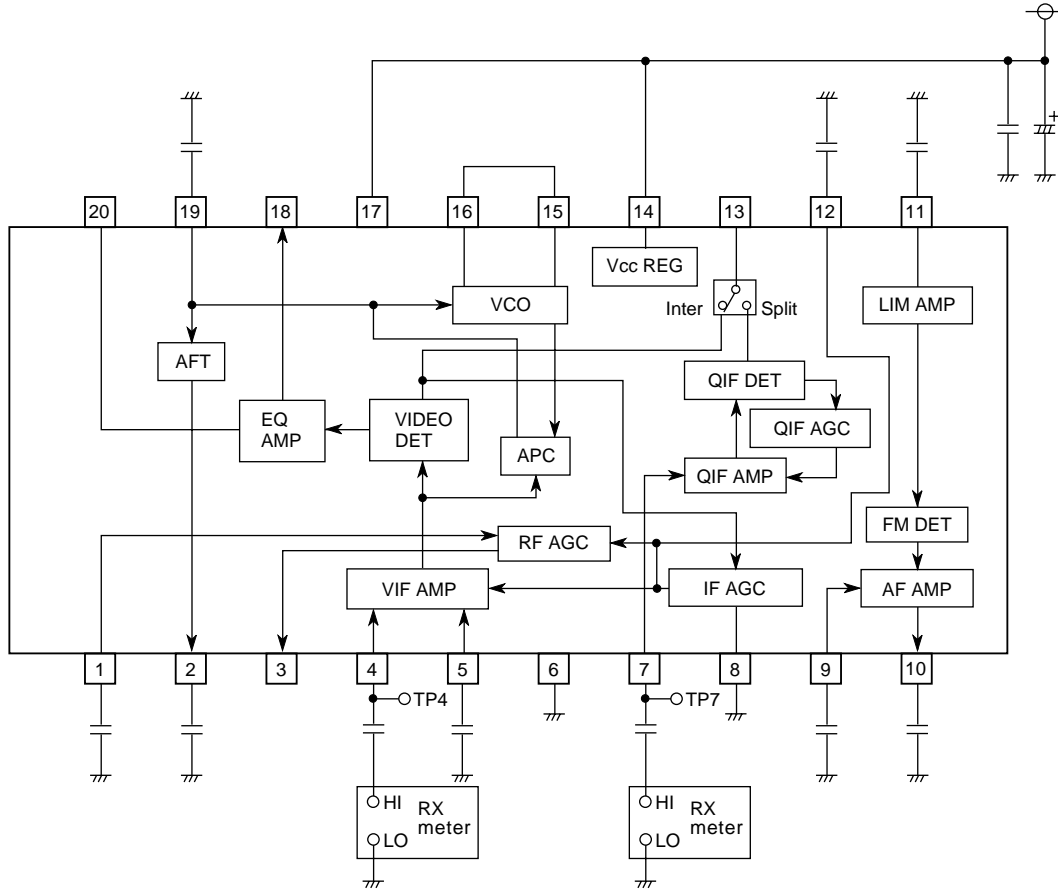 +
20 19 18 17 16 15 14 13 12 11
Vcc REG
VCO
Inter
Split
LIM AMP
AFT
QIF DET
EQ
AMP
VIDEO
DET
QIF AGC
APC
QIF AMP
FM DET
RF AGC
VIF AMP
IF AGC
AF AMP
1 2 3 4 5 6 7 8 9 10
TP4
TP7
HI
LO
RX
meter
HI
LO
RX
meter